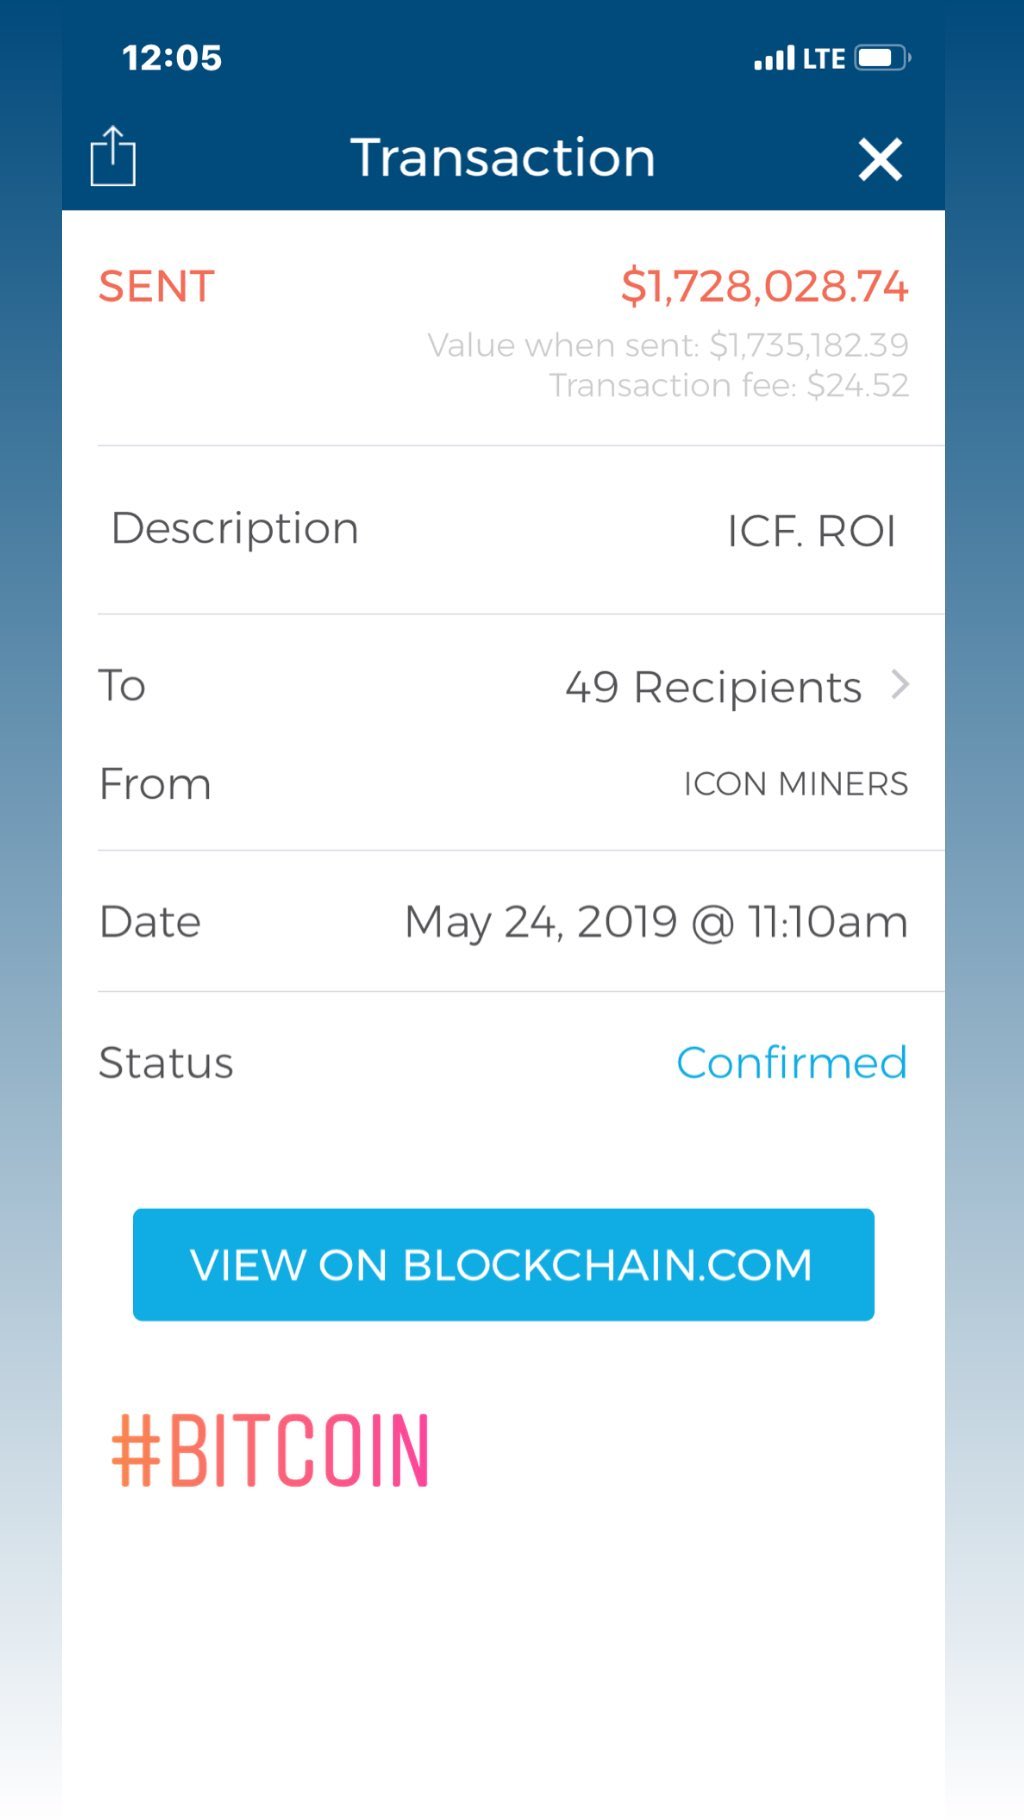 12:05 LTE
Transaction
SENT $1,728,028.74
Value when sent: $1,735,182.39
Transaction fee: $24.52
Description ICF. ROI
To 49 Recipients
From ICON MINERS
Date May 24, 2019 @ 11:10am
Status Confirmed
VIEW ON BLOCKCHAIN.COM
#BITCOIN